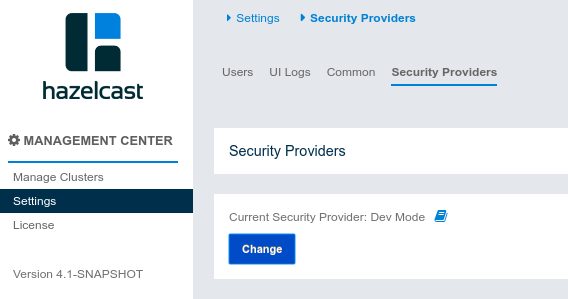 hazelcast
MANAGEMENT CENTER
Manage Clusters
Settings
License
Version 4.1-SNAPSHOT
Settings Security Providers
Users UI Logs Common Security Providers
Security Providers
Current Security Provider: Dev Mode
Change